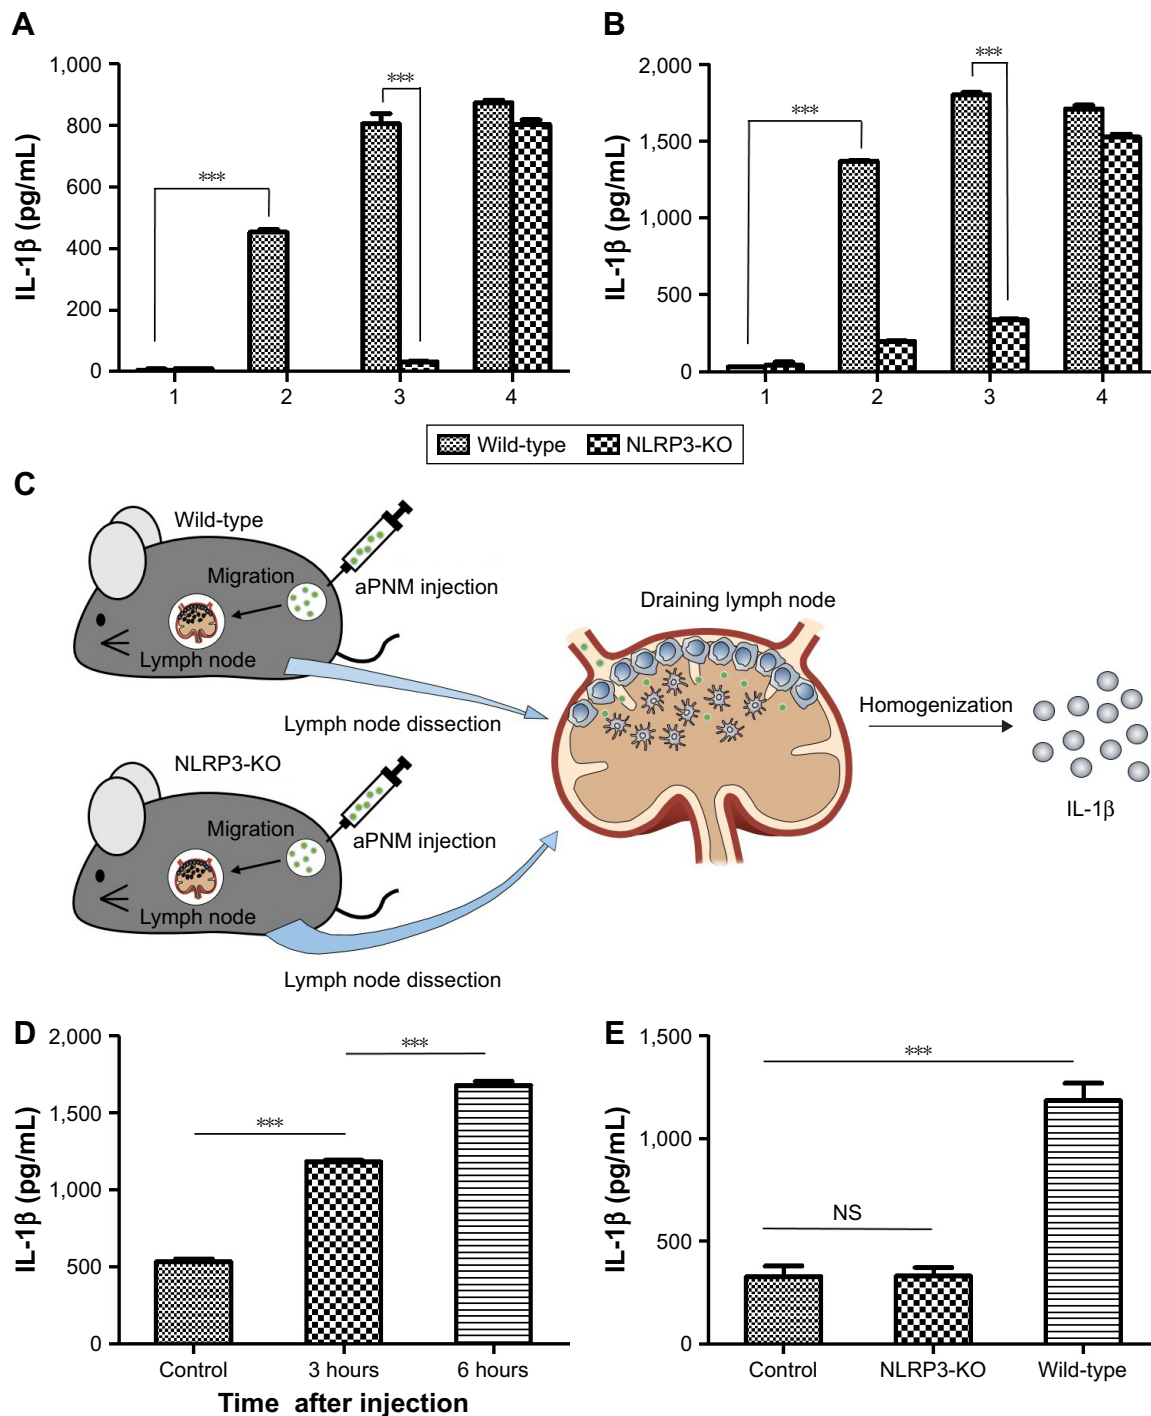 A
IL-1β (pg/mL)
1,000
800
600
400
200
0
***
***
1 2 3 4
B
IL-1β (pg/mL)
2,000
1,500
1,000
500
0
***
***
1 2 3 4
Wild-type NLRP3-KO
C
Wild-type
Migration
aPNM injection
Lymph node
Lymph node dissection
NLRP3-KO
Migration
aPNM injection
Lymph node
Lymph node dissection
Draining lymph node
Homogenization
IL-1β
D
IL-1β (pg/mL)
2,000
1,500
1,000
500
0
***
***
Control 3 hours 6 hours
Time after injection
E
IL-1β (pg/mL)
1,500
1,000
500
0
***
NS
Control NLRP3-KO Wild-type